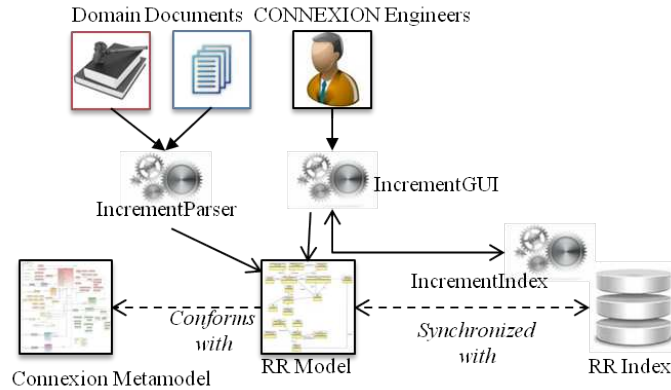 Domain Documents
CONNEXION Engineers
IncrementGUI
IncrementParser
IncrementIndex
Conforms
with
Synchronized
with
Connexion Metamodel
RR Model
RR Index